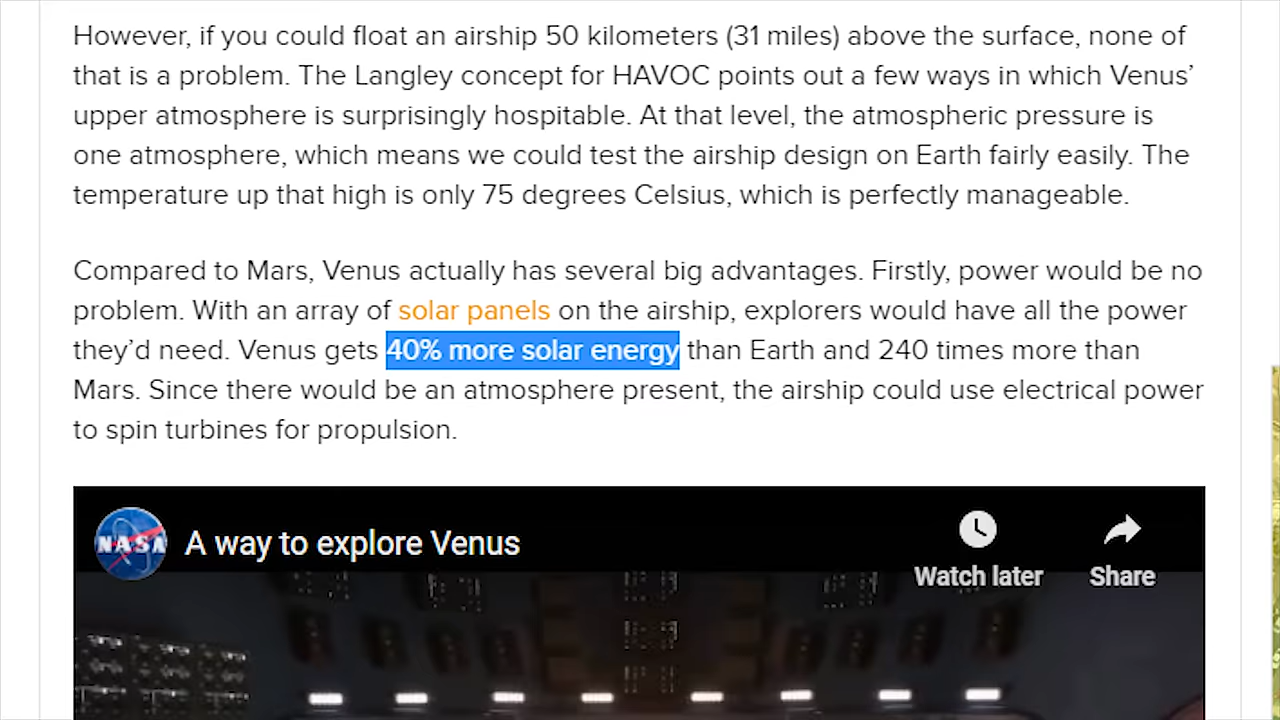 However, if you could float an airship 50 kilometers (31 miles) above the surface, none of
that is a problem. The Langley concept for HAVOC points out a few ways in which Venus’
upper atmosphere is surprisingly hospitable. At that level, the atmospheric pressure is
one atmosphere, which means we could test the airship design on Earth fairly easily. The
temperature up that high is only 75 degrees Celsius, which is perfectly manageable.
Compared to Mars, Venus actually has several big advantages. Firstly, power would be no
problem. With an array of solar panels on the airship, explorers would have all the power
they’d need. Venus gets 40% more solar energy than Earth and 240 times more than
Mars. Since there would be an atmosphere present, the airship could use electrical power
to spin turbines for propulsion.
NASA
A way to explore Venus
Watch later
Share